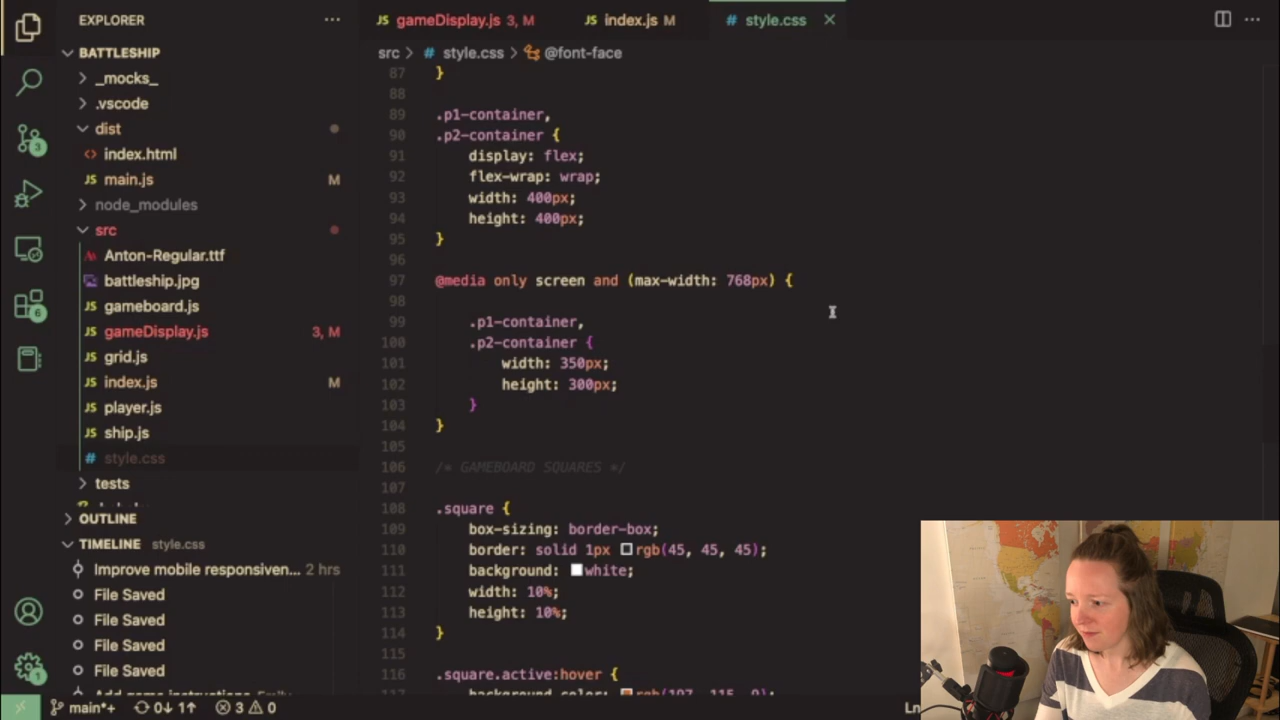 EXPLORER
gameDisplay.js 3, M
index.js M
style.css
BATTLESHIP
_mocks_
.vscode
dist
index.html
main.js M
node_modules
src
Anton-Regular.ttf
battleship.jpg
gameboard.js
gameDisplay.js 3, M
grid.js
index.js M
player.js
ship.js
style.css
tests
OUTLINE
TIMELINE style.css
Improve mobile responsiven... 2 hrs
File Saved
File Saved
File Saved
File Saved
src > # style.css > @font-face
87 }
88
89 .p1-container,
90 .p2-container {
91 display: flex;
92 flex-wrap: wrap;
93 width: 400px;
94 height: 400px;
95 }
96
97 @media only screen and (max-width: 768px) {
98
99 .p1-container,
100 .p2-container {
101 width: 350px;
102 height: 300px;
103 }
104 }
105
106 /* GAMEBOARD SQUARES */
107
108 .square {
109 box-sizing: border-box;
110 border: solid 1px rgb(45, 45, 45);
111 background: white;
112 width: 10%;
113 height: 10%;
114 }
115
116 .square.active:hover {
3
6
1
main*+ 0↓ 1↑ 3 0
Ln